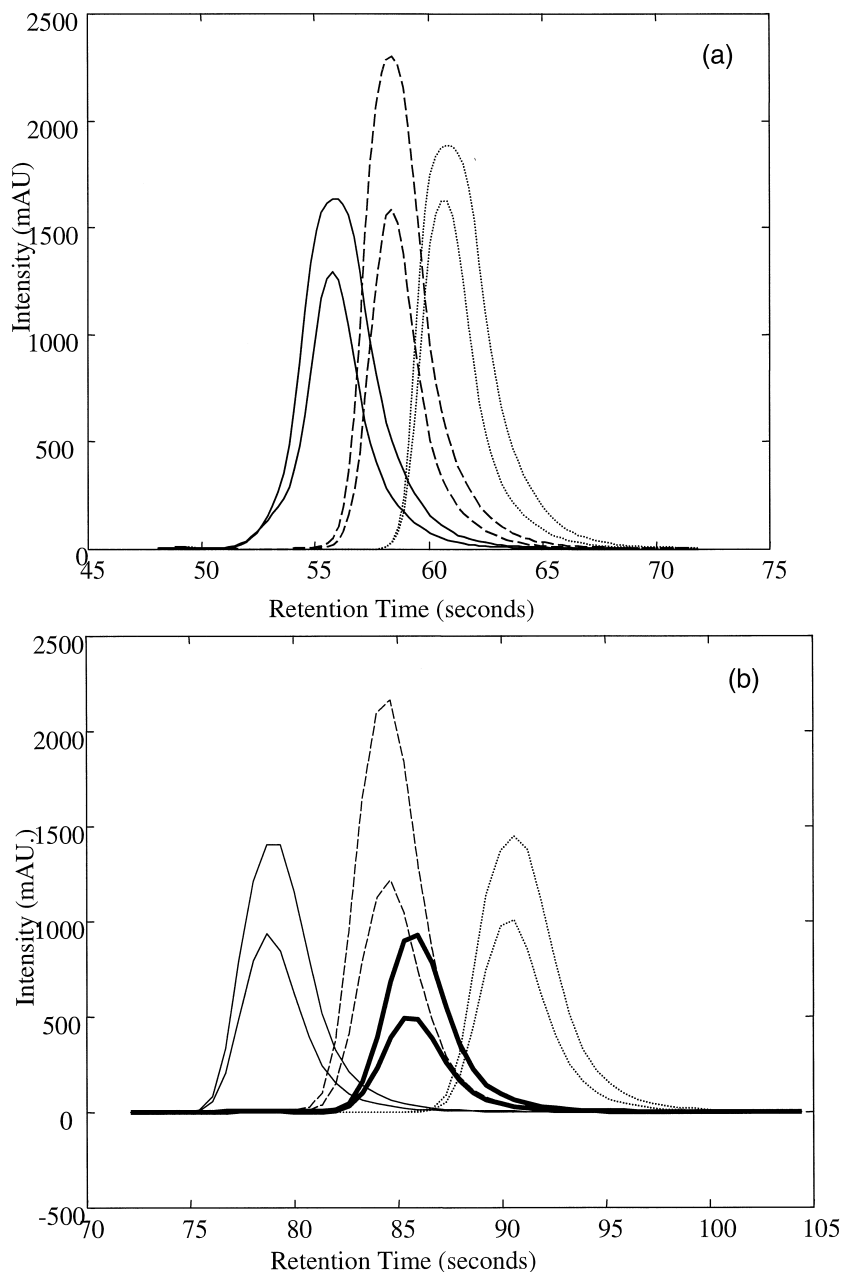 2500
(a)
2000
Intensity (mAU)
1500
1000
500
0
45 50 55 60 65 70 75
Retention Time (seconds)
2500
(b)
2000
Intensity (mAU.)
1500
1000
500
0
-500
70 75 80 85 90 95 100 105
Retention Time (seconds)